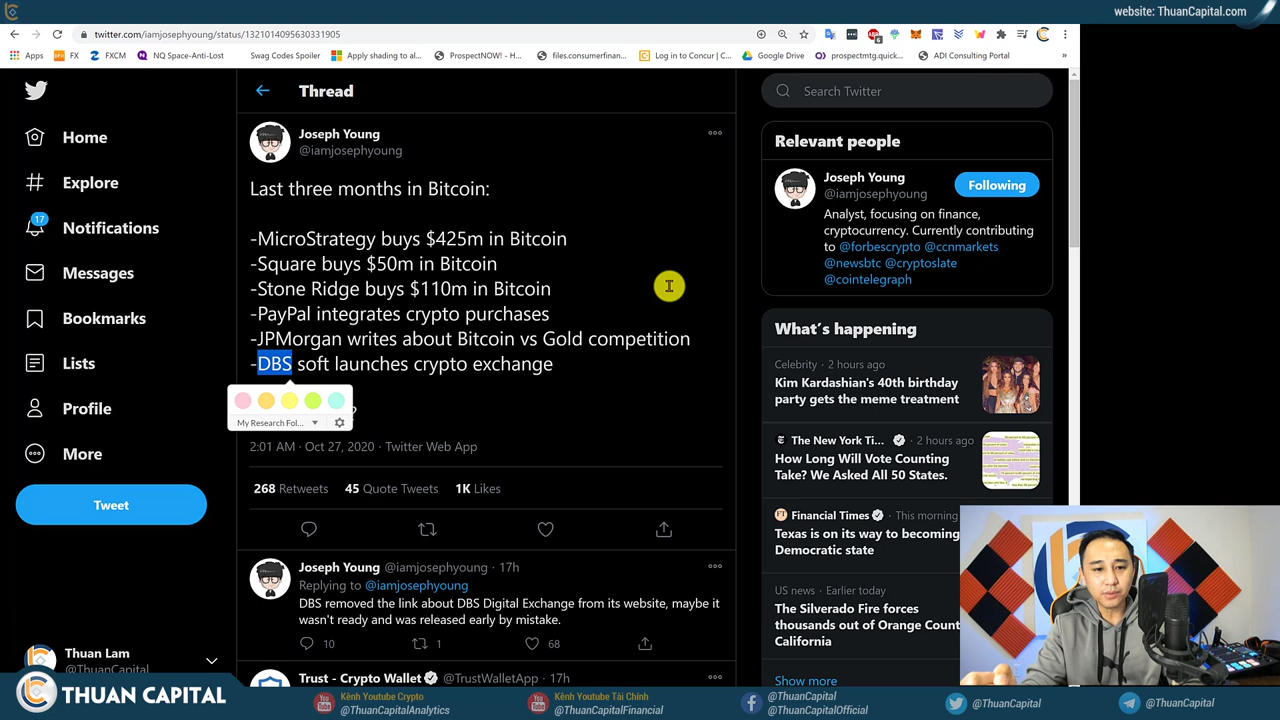 website: ThuanCapital.com
twitter.com/iamjosephyoung/status/1321014095630331905
Apps
FX
FXCM
NQ Space-Anti-Lost
Swag Codes Spoiler
Apply shading to al...
ProspectNOW! - H...
files.consumerfinan...
Log in to Concur | C...
Google Drive
prospectmtg.quick...
ADI Consulting Portal
»
Home
Explore
17
Notifications
Messages
Bookmarks
Lists
Profile
More
Tweet
Thuan Lam
@ThuanCapital
Thread
Joseph Young
@iamjosephyoung
Last three months in Bitcoin:
-MicroStrategy buys $425m in Bitcoin
-Square buys $50m in Bitcoin
-Stone Ridge buys $110m in Bitcoin
-PayPal integrates crypto purchases
-JPMorgan writes about Bitcoin vs Gold competition
-DBS soft launches crypto exchange
?
My Research Fol...
2:01 AM · Oct 27, 2020 · Twitter Web App
268 Retweets 45 Quote Tweets 1K Likes
Joseph Young @iamjosephyoung · 17h
Replying to @iamjosephyoung
DBS removed the link about DBS Digital Exchange from its website, maybe it
wasn't ready and was released early by mistake.
10 1 68
Trust - Crypto Wallet @TrustWalletApp · 17h
Search Twitter
Relevant people
Joseph Young
@iamjosephyoung
Following
Analyst, focusing on finance,
cryptocurrency. Currently contributing
to @forbescrypto @ccnmarkets
@newsbtc @cryptoslate
@cointelegraph
What's happening
Celebrity · 2 hours ago
Kim Kardashian's 40th birthday
party gets the meme treatment
The New York Ti... · 2 hours ago
How Long Will Vote Counting
Take? We Asked All 50 States.
Financial Times · This morning
Texas is on its way to becoming
Democratic state
US news · Earlier today
The Silverado Fire forces
thousands out of Orange Count
California
Show more
THUAN CAPITAL
Kênh Youtube Crypto
@ThuanCapitalAnalytics
Kênh Youtube Tài Chính
@ThuanCapitalFinancial
@ThuanCapital
@ThuanCapitalOfficial
@ThuanCapital
@ThuanCapital